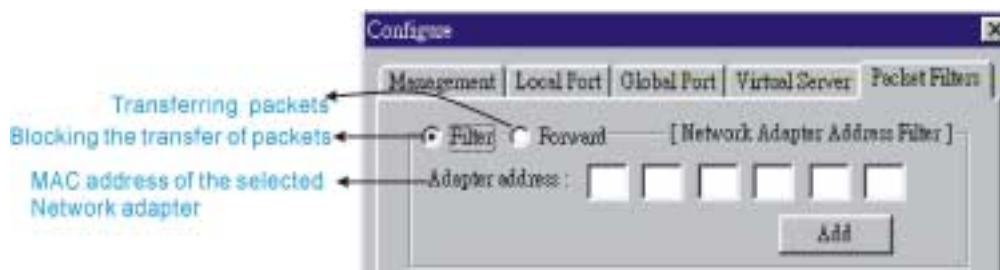 Configure
Management Local Port Global Port Virtual Server Packet Filters
Transferring packets
Blocking the transfer of packets
Filter Forward [ Network Adapter Address Filter ]
MAC address of the selected
Network adapter
Adapter address :
Add